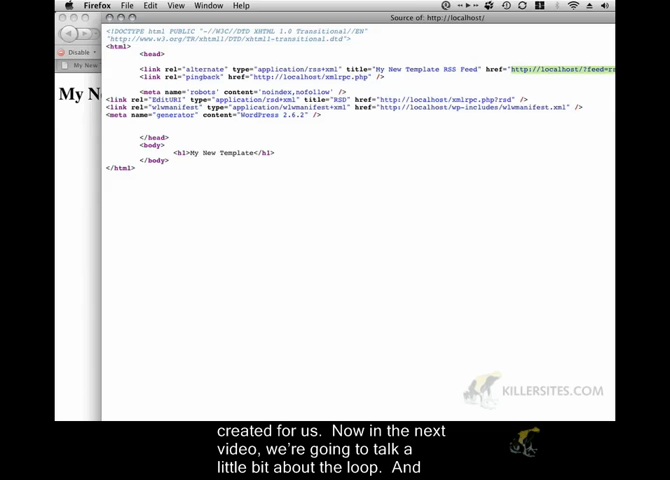 Firefox File Edit View Window Help
Source of: http://localhost/
Disable
My New
My N
<!DOCTYPE html PUBLIC "-//W3C//DTD XHTML 1.0 Transitional//EN"
"http://www.w3.org/TR/xhtml1/DTD/xhtml1-transitional.dtd">
<html>
<head>
<link rel="alternate" type="application/rss+xml" title="My New Template RSS Feed" href="http://localhost/?feed=rs
<link rel="pingback" href="http://localhost/xmlrpc.php" />
<meta name='robots' content='noindex,nofollow' />
<link rel="EditURI" type="application/rsd+xml" title="RSD" href="http://localhost/xmlrpc.php?rsd" />
<link rel="wlwmanifest" type="application/wlwmanifest+xml" href="http://localhost/wp-includes/wlwmanifest.xml" />
<meta name="generator" content="WordPress 2.6.2" />
</head>
<body>
<h1>My New Template</h1>
</body>
</html>
KILLERSITES.COM
created for us. Now in the next
video, we're going to talk a
little bit about the loop. And